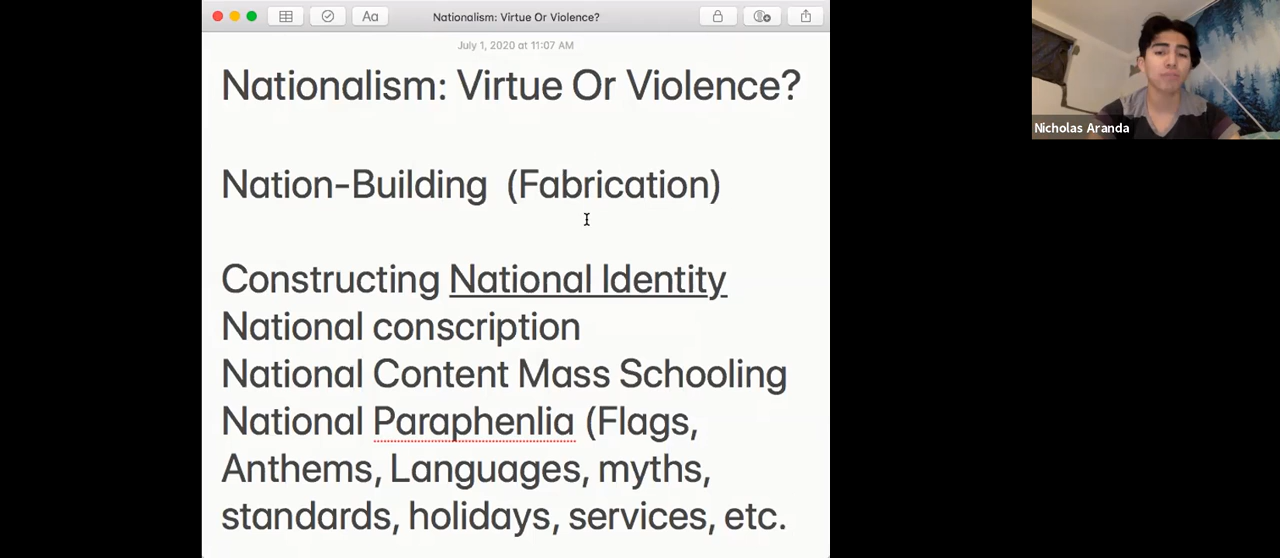 Aa
Nationalism: Virtue Or Violence?
July 1, 2020 at 11:07 AM
Nationalism: Virtue Or Violence?
Nation-Building (Fabrication)
Constructing National Identity
National conscription
National Content Mass Schooling
National Paraphenlia (Flags,
Anthems, Languages, myths,
standards, holidays, services, etc.
Nicholas Aranda